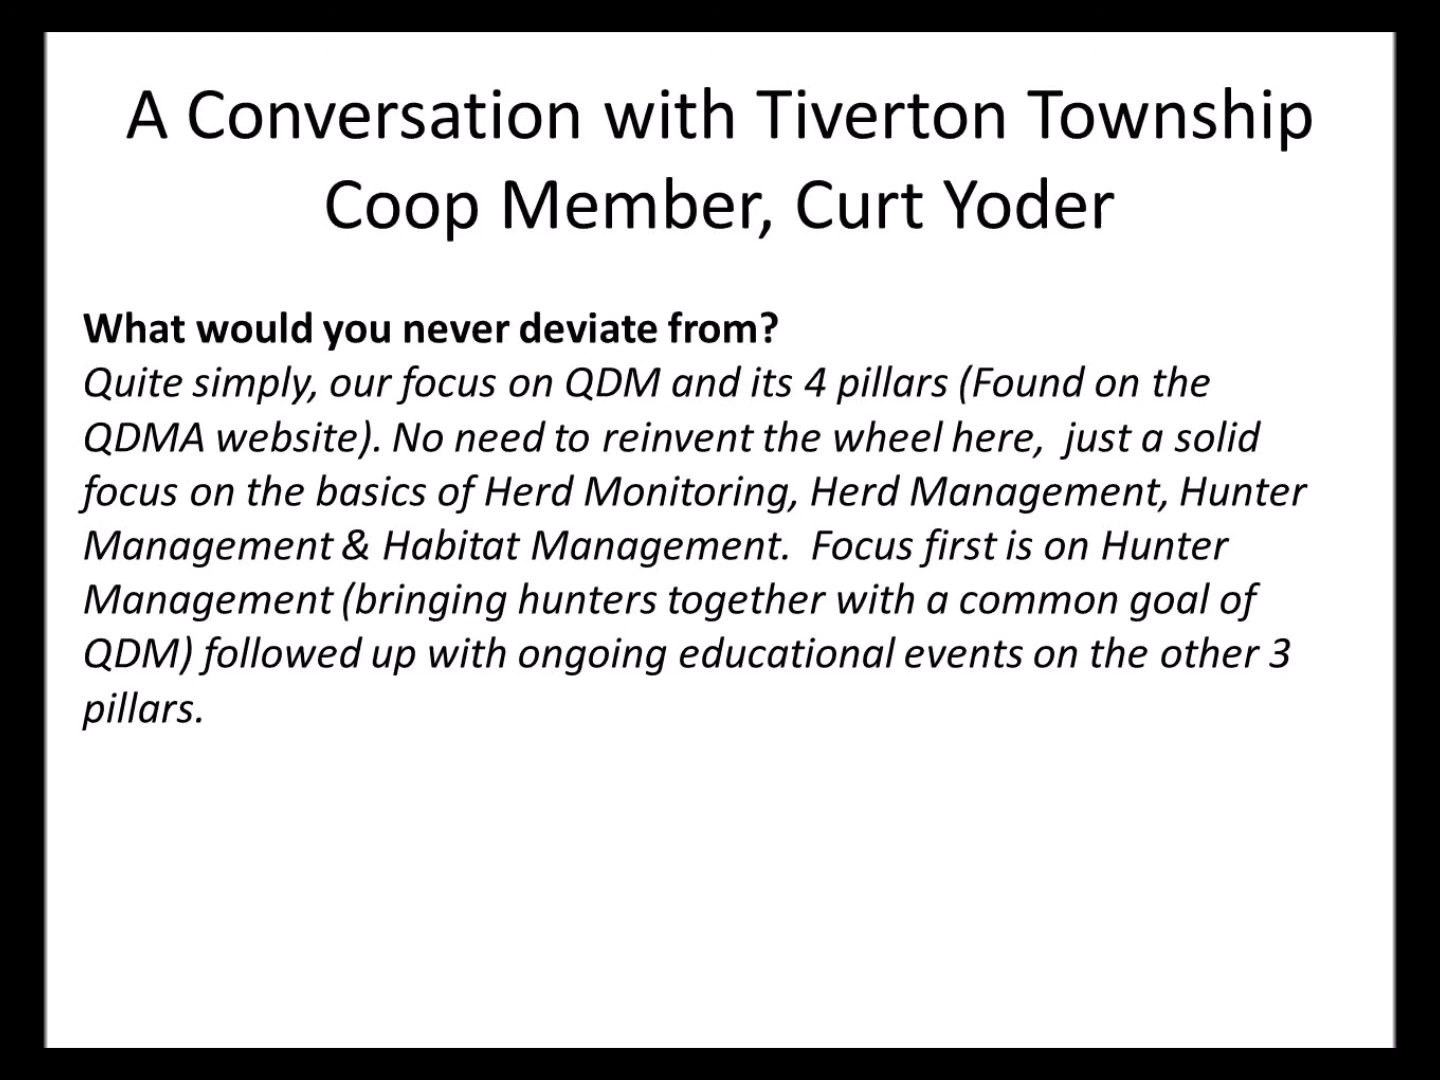 A Conversation with Tiverton Township
Coop Member, Curt Yoder
What would you never deviate from?
Quite simply, our focus on QDM and its 4 pillars (Found on the
QDMA website). No need to reinvent the wheel here,  just a solid
focus on the basics of Herd Monitoring, Herd Management, Hunter
Management & Habitat Management.  Focus first is on Hunter
Management (bringing hunters together with a common goal of
QDM) followed up with ongoing educational events on the other 3
pillars.